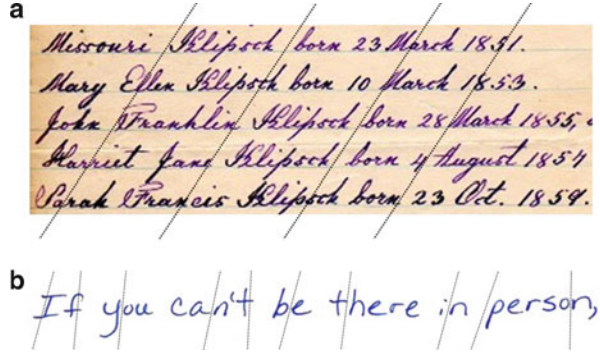 a
Missouri Klipsch born 23 March 1851.
Mary Ellen Klipsch born 10 March 1853.
John Franklin Klipsch born 28 March 1855,
Harriet Jane Klipsch born 4 August 1857
Sarah Francis Klipsch born 23 Oct. 1859.
b
If you can't be there in person,